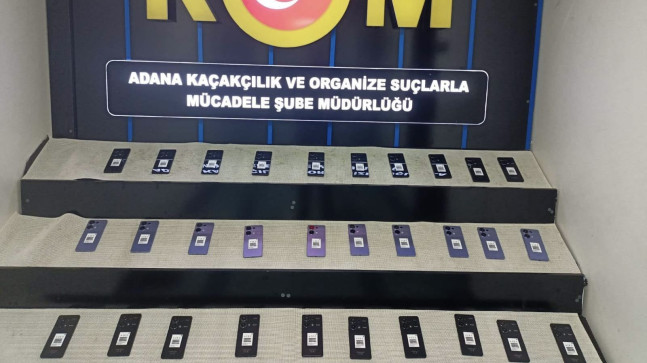 KOM
ADANA KAÇAKÇILIK VE ORGANİZE SUÇLARLA
MÜCADELE ŞUBE MÜDÜRLÜĞÜ